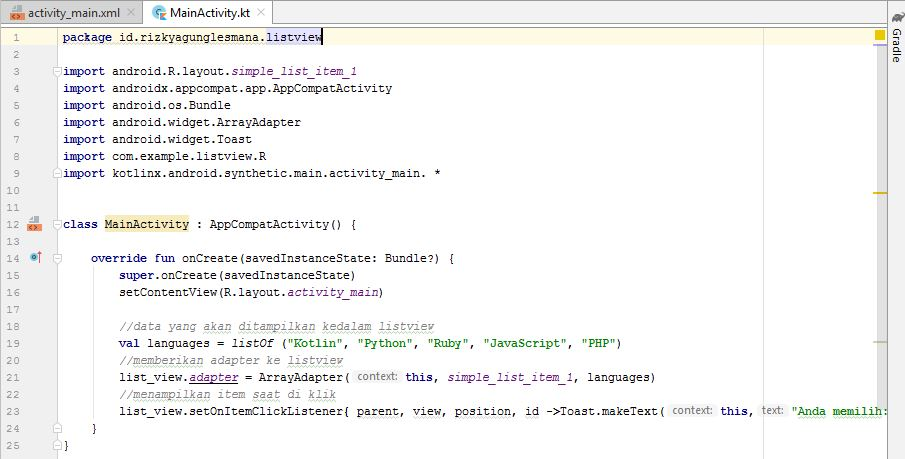 activity_main.xml MainActivity.kt
1 package id.rizkyagunglesmana.listview
2
3 import android.R.layout.simple_list_item_1
4 import androidx.appcompat.app.AppCompatActivity
5 import android.os.Bundle
6 import android.widget.ArrayAdapter
7 import android.widget.Toast
8 import com.example.listview.R
9 import kotlinx.android.synthetic.main.activity_main. *
10
11
12 class MainActivity : AppCompatActivity() {
13
14 override fun onCreate(savedInstanceState: Bundle?) {
15 super.onCreate(savedInstanceState)
16 setContentView(R.layout.activity_main)
17
18 //data yang akan ditampilkan kedalam listview
19 val languages = listOf ("Kotlin", "Python", "Ruby", "JavaScript", "PHP")
20 //memberikan adapter ke listview
21 list_view.adapter = ArrayAdapter( context: this, simple_list_item_1, languages)
22 //menampilkan item saat di klik
23 list_view.setOnItemClickListener{ parent, view, position, id ->Toast.makeText( context: this, text: "Anda memilih:
24 }
25 }
Gradle